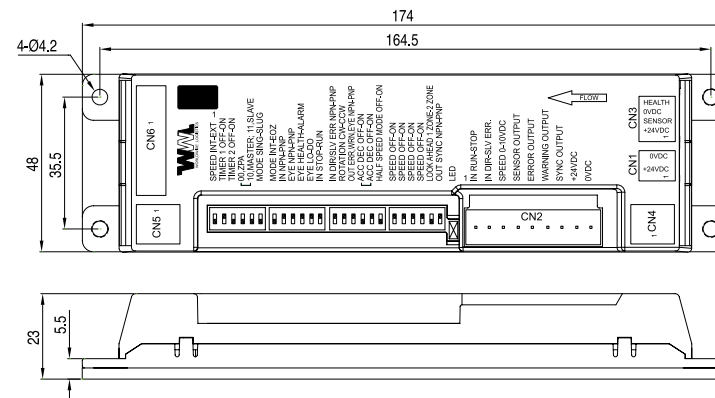 174
164.5
4-Ø4.2
48
35.5
CN6 1
CN5 1
SPEED INT-EXT 1
TIMER 1 OFF-ON
TIMER 2 OFF-ON
00,ZPA
10,MASTER; 11 SLAVE
MODE SING-SLUG
MODE INT-EOZ
IN NPN-PNP
EYE NPN-PNP
EYE HEALTH-ALARM
EYE LO-DO
IN STOP-RUN
IN DIR/SLV ERR NPN-PNP
ROTATION CW-CCW
OUT ERR,WRN,EYE NPN-PNP
ACC DEC OFF-ON
ACC DEC OFF-ON
HALF SPEED MODE OFF-ON
SPEED OFF-ON
SPEED OFF-ON
SPEED OFF-ON
SPEED OFF-ON
LOOK AHEAD 1 ZONE-2 ZONE
OUT SYNC NPN-PNP
LED
1
IN RUN-STOP
IN DIR-SLV ERR.
SPEED 0-10VDC
SENSOR OUTPUT
ERROR OUTPUT
WARNING OUTPUT
SYNC OUTPUT
+24VDC
0VDC
FLOW
CN3
HEALTH
0VDC
SENSOR
+24VDC
1
CN1
0VDC
+24VDC
1
CN2
CN4
1
23
5.5